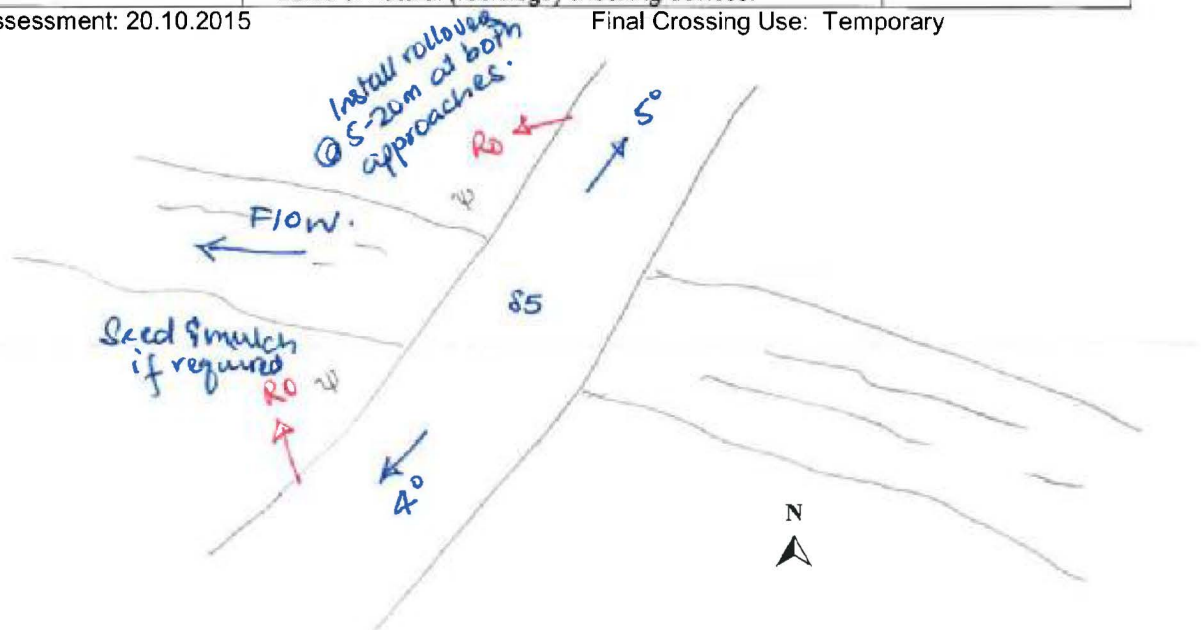 ssessment: 20.10.2015
Final Crossing Use: Temporary
Install rollover
@ 5-20m at both
approaches.
RO
5°
Flow.
85
Seed & mulch
if required
RO
4°
N